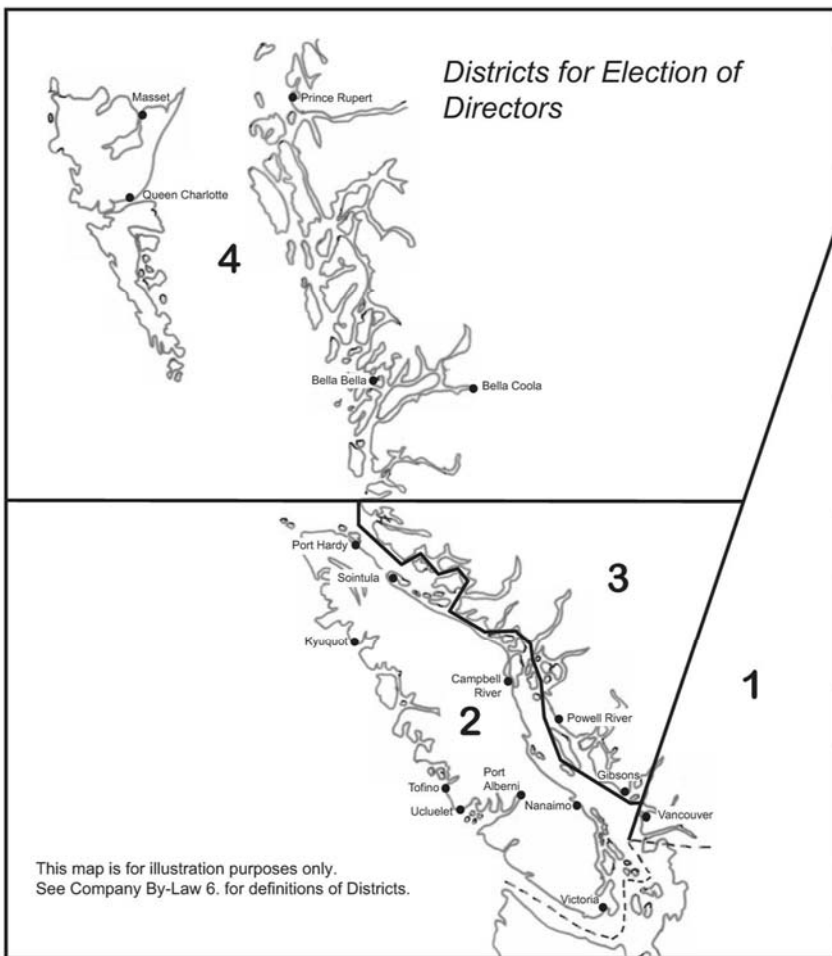 Districts for Election of
Directors
Masset
Prince Rupert
Queen Charlotte
4
Bella Bella
Bella Coola
Port Hardy
Sointula
3
Kyuquot
Campbell
River
1
2
Powell River
Gibsons
Port
Alberni
Tofino
Nanaimo
Ucluelet
Vancouver
This map is for illustration purposes only.
See Company By-Law 6. for definitions of Districts.
Victoria